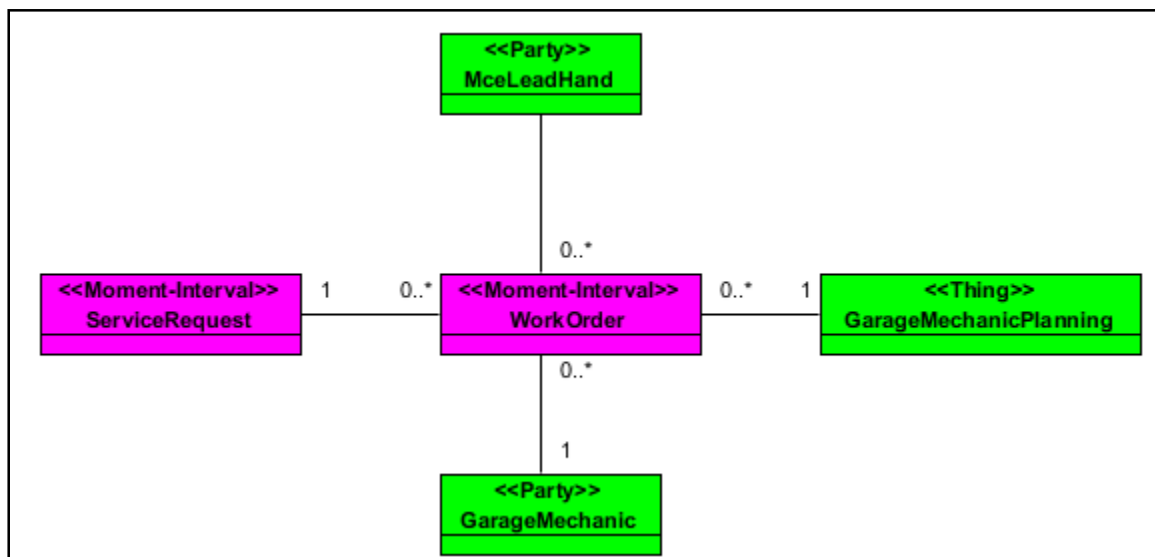 <<Party>>
MceLeadHand
0..*
<<Moment-Interval>>
ServiceRequest
1
0..*
<<Moment-Interval>>
WorkOrder
0..*
1
<<Thing>>
GarageMechanicPlanning
0..*
1
<<Party>>
GarageMechanic